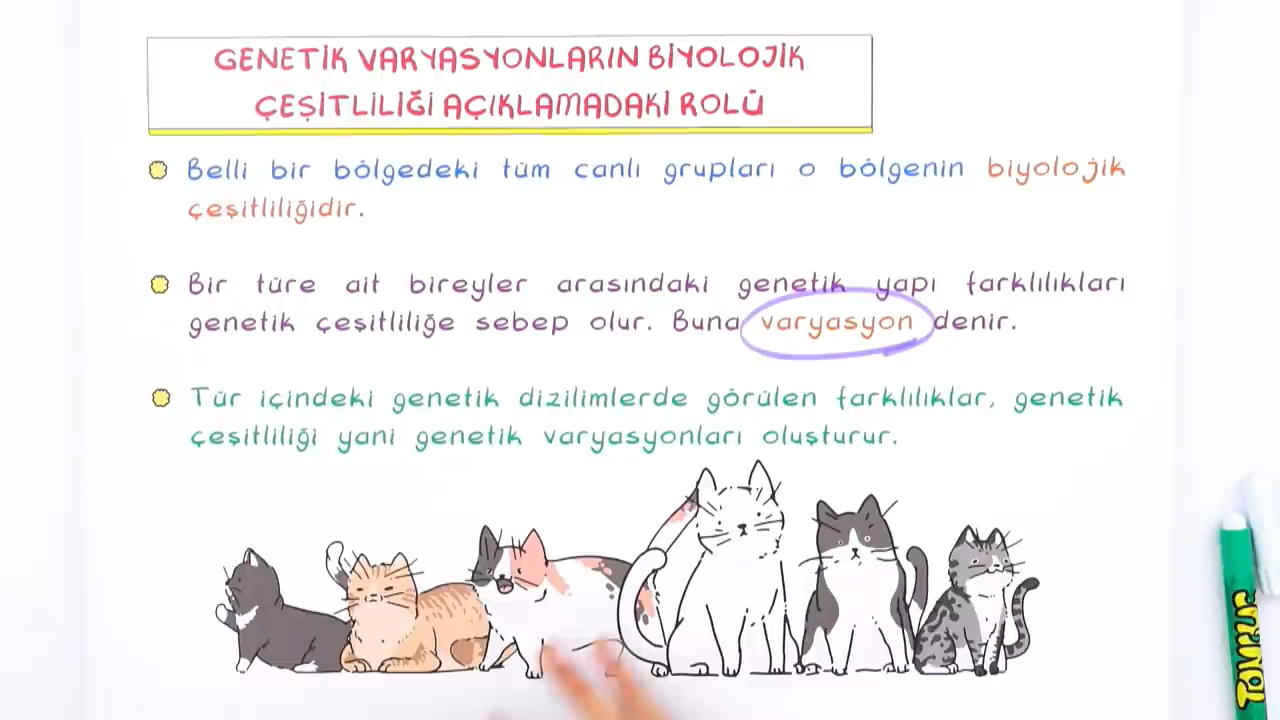 GENETİK VARYASYONLARIN BİYOLOJİK
ÇEŞİTLİLİĞİ AÇIKLAMADAKİ ROLÜ
Belli bir bölgedeki tüm canlı grupları o bölgenin biyolojik
çeşitliliğidir.
Bir türe ait bireyler arasındaki genetik yapı farklılıkları
genetik çeşitliliğe sebep olur. Buna varyasyon denir.
Tür içindeki genetik dizilimlerde görülen farklılıklar, genetik
çeşitliliği yani genetik varyasyonları oluşturur.
TONKUR